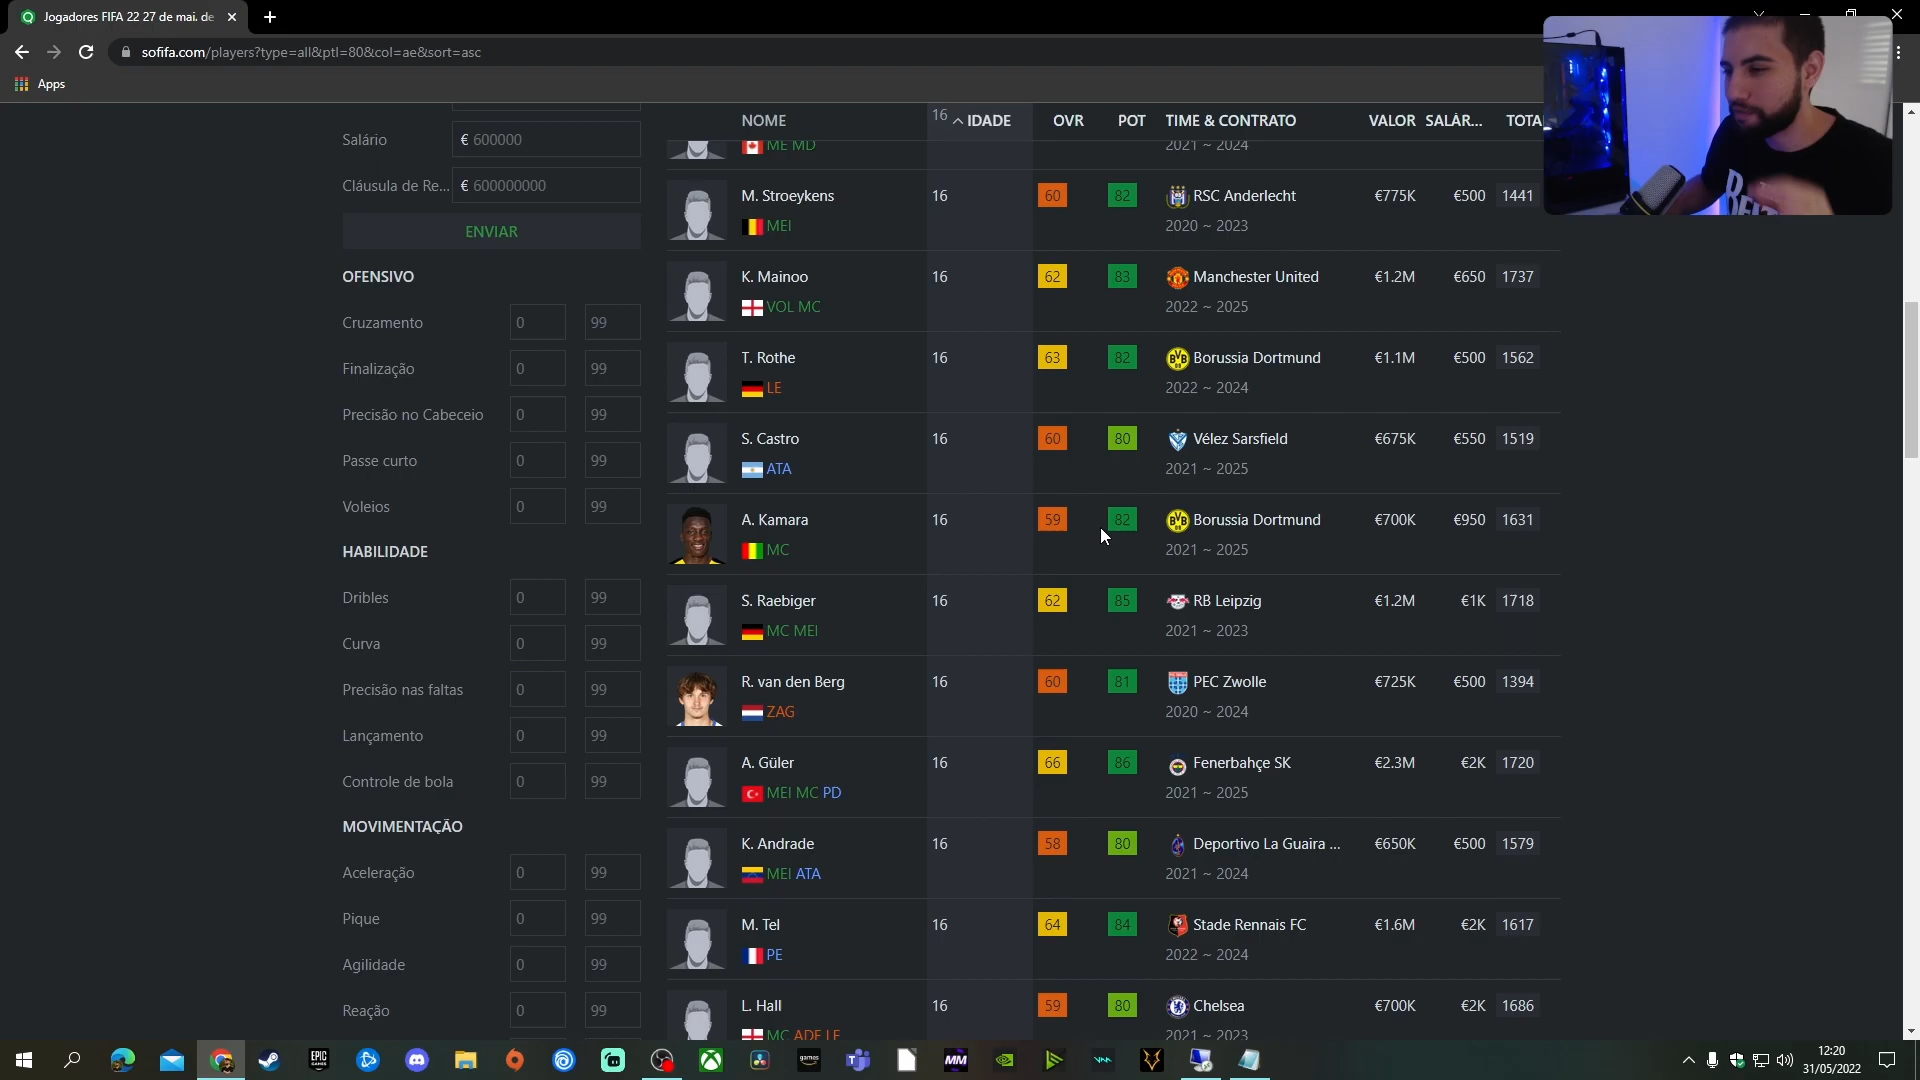 Jogadores FIFA 22 27 de mai. de
sofifa.com/players?type=all&ptl=80&col=ae&sort=asc
Apps
Salário € 600000
Cláusula de Re... € 600000000
ENVIAR
OFENSIVO
Cruzamento 0 99
Finalização 0 99
Precisão no Cabeceio 0 99
Passe curto 0 99
Voleios 0 99
HABILIDADE
Dribles 0 99
Curva 0 99
Precisão nas faltas 0 99
Lançamento 0 99
Controle de bola 0 99
MOVIMENTAÇÃO
Aceleração 0 99
Pique 0 99
Agilidade 0 99
Reação 0 99
NOME 16 IDADE OVR POT TIME & CONTRATO VALOR SALÁR... TOTA
ME MD 2021 ~ 2024
M. Stroeykens 16 60 82 RSC Anderlecht €775K €500 1441
MEI 2020 ~ 2023
K. Mainoo 16 62 83 Manchester United €1.2M €650 1737
VOL MC 2022 ~ 2025
T. Rothe 16 63 82 Borussia Dortmund €1.1M €500 1562
LE 2022 ~ 2024
S. Castro 16 60 80 Vélez Sarsfield €675K €550 1519
ATA 2021 ~ 2025
A. Kamara 16 59 82 Borussia Dortmund €700K €950 1631
MC 2021 ~ 2025
S. Raebiger 16 62 85 RB Leipzig €1.2M €1K 1718
MC MEI 2021 ~ 2023
R. van den Berg 16 60 81 PEC Zwolle €725K €500 1394
ZAG 2020 ~ 2024
A. Güler 16 66 86 Fenerbahçe SK €2.3M €2K 1720
MEI MC PD 2021 ~ 2025
K. Andrade 16 58 80 Deportivo La Guaira ... €650K €500 1579
MEI ATA 2021 ~ 2024
M. Tel 16 64 84 Stade Rennais FC €1.6M €2K 1617
PE 2022 ~ 2024
L. Hall 16 59 80 Chelsea €700K €2K 1686
MC ADE LE 2021 ~ 2023
12:20
31/05/2022